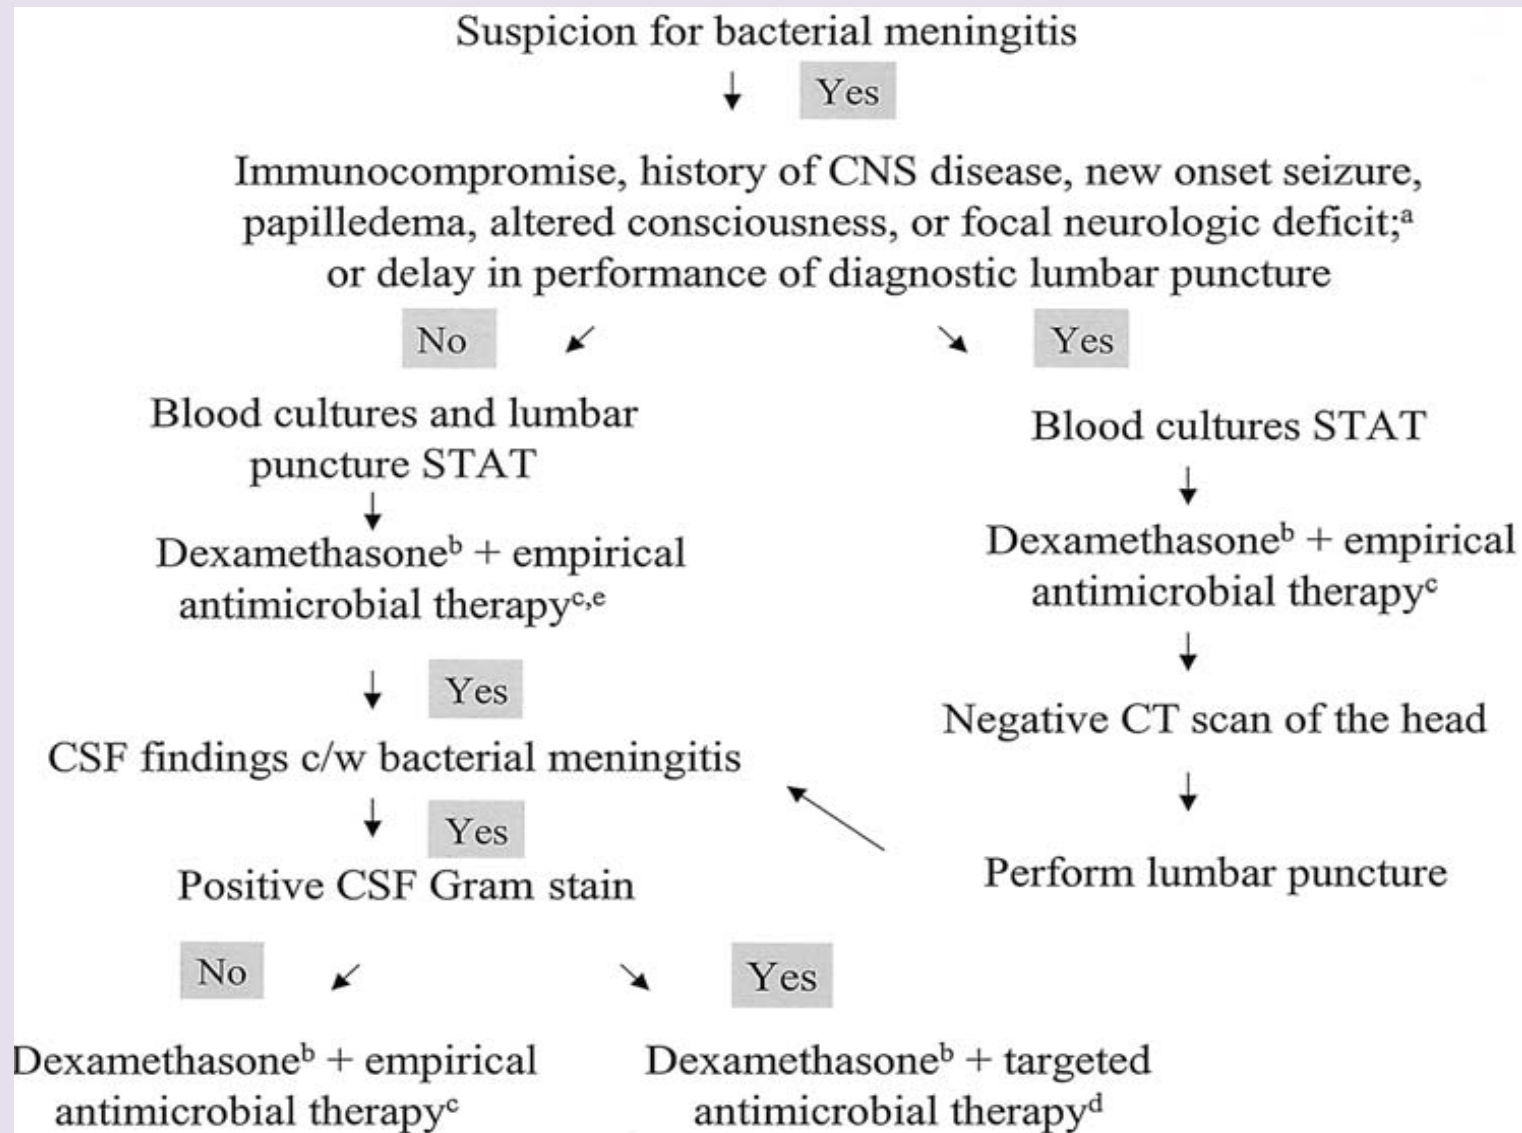 Suspicion for bacterial meningitis
Yes
Immunocompromise, history of CNS disease, new onset seizure,
papilledema, altered consciousness, or focal neurologic deficit;ᵃ
or delay in performance of diagnostic lumbar puncture
No
Yes
Blood cultures and lumbar
puncture STAT
Blood cultures STAT
Dexamethasoneᵇ + empirical
antimicrobial therapyᶜ,ᵉ
Dexamethasoneᵇ + empirical
antimicrobial therapyᶜ
Yes
Negative CT scan of the head
CSF findings c/w bacterial meningitis
Yes
Perform lumbar puncture
Positive CSF Gram stain
No
Yes
Dexamethasoneᵇ + empirical
antimicrobial therapyᶜ
Dexamethasoneᵇ + targeted
antimicrobial therapyᵈ